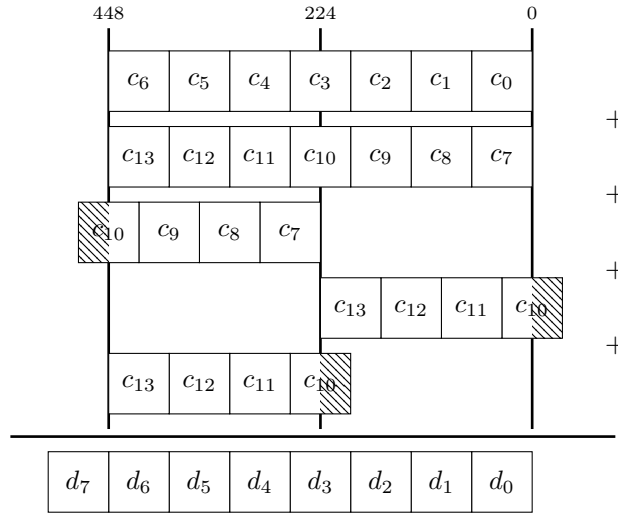 448 224 0
c6 c5 c4 c3 c2 c1 c0
+
c13 c12 c11 c10 c9 c8 c7
+
c10 c9 c8 c7
+
c13 c12 c11 c10
+
c13 c12 c11 c10
d7 d6 d5 d4 d3 d2 d1 d0